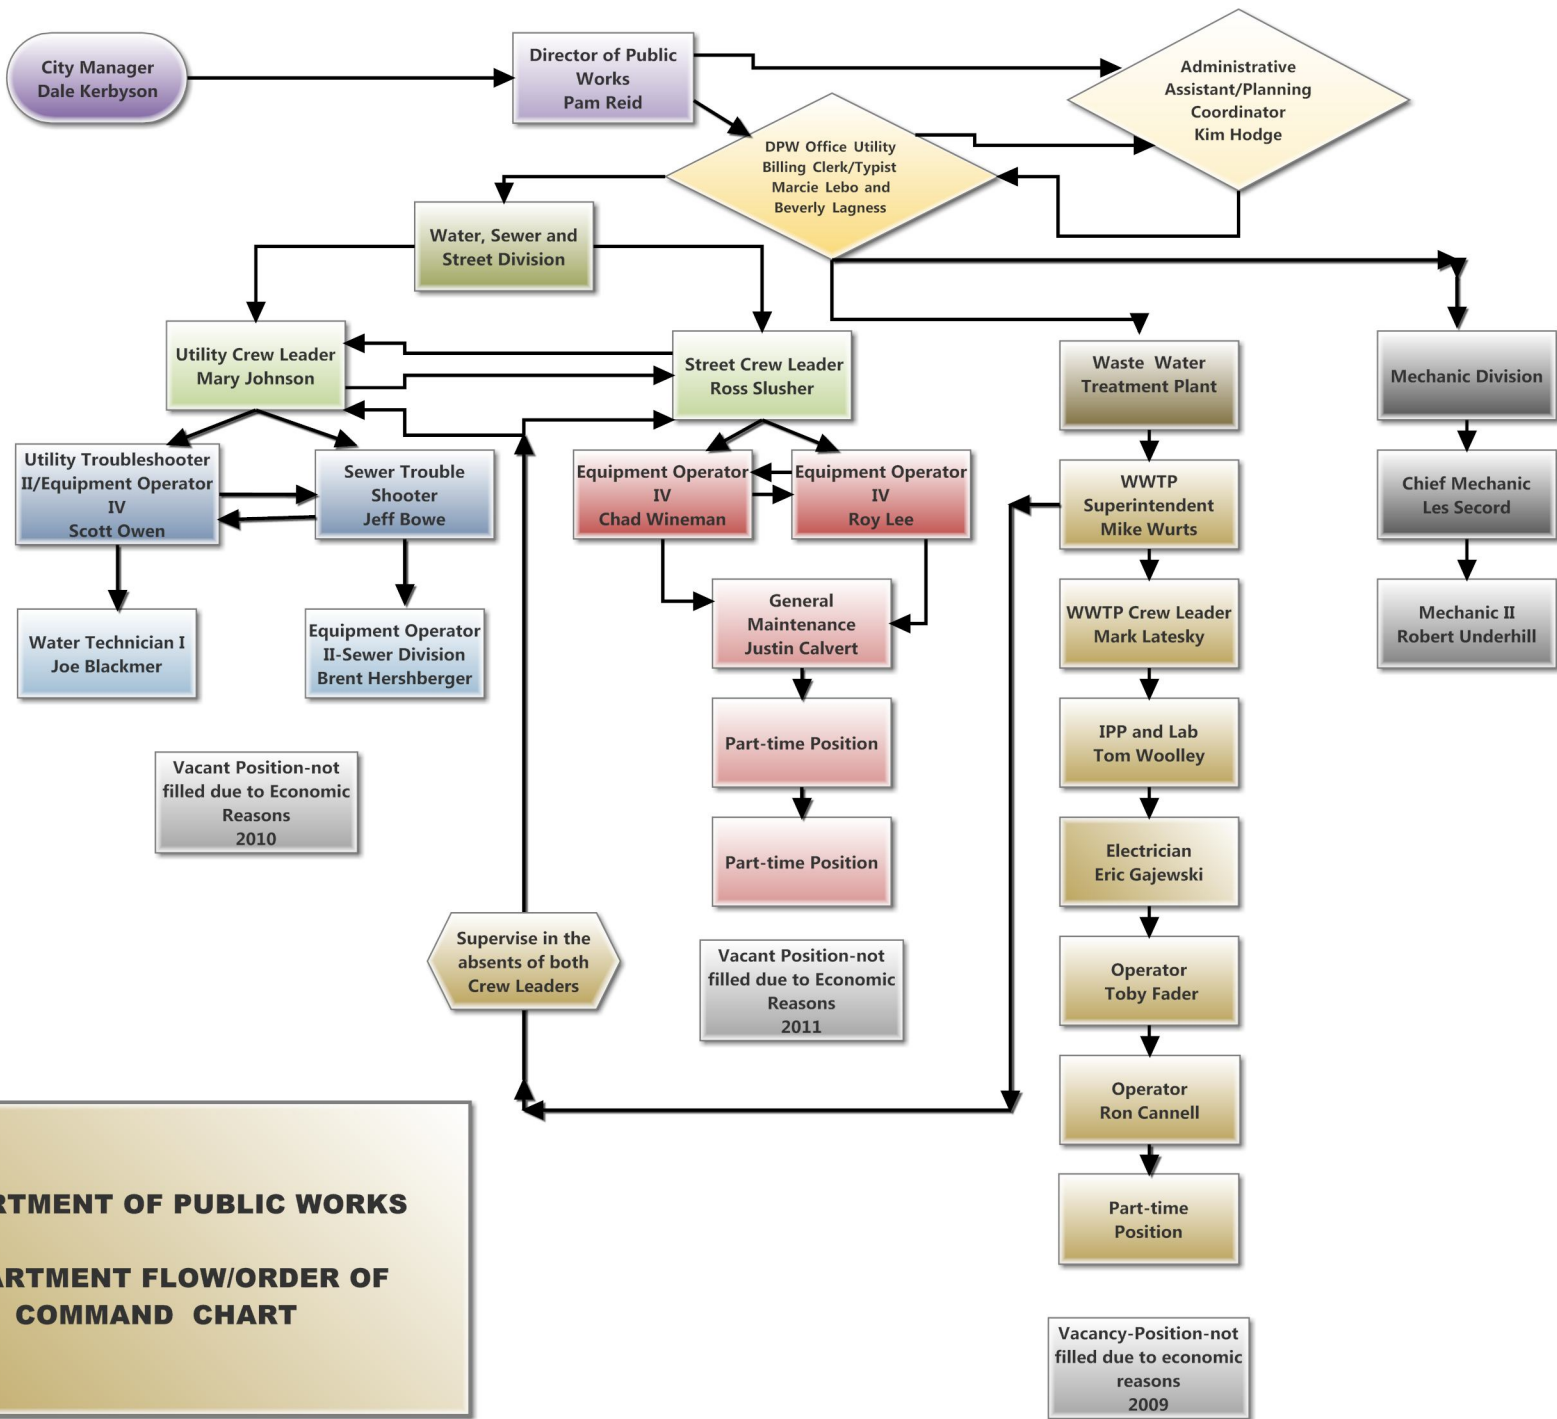 City Manager
Dale Kerbyson
Director of Public
Works
Pam Reid
Administrative
Assistant/Planning
Coordinator
Kim Hodge
DPW Office Utility
Billing Clerk/Typist
Marcie Lebo and
Beverly Lagness
Water, Sewer and
Street Division
Utility Crew Leader
Mary Johnson
Street Crew Leader
Ross Slusher
Waste Water
Treatment Plant
Mechanic Division
Utility Troubleshooter
II/Equipment Operator
IV
Scott Owen
Sewer Trouble
Shooter
Jeff Bowe
Equipment Operator
IV
Chad Wineman
Equipment Operator
IV
Roy Lee
WWTP
Superintendent
Mike Wurts
Chief Mechanic
Les Secord
Water Technician I
Joe Blackmer
Equipment Operator
II-Sewer Division
Brent Hershberger
General
Maintenance
Justin Calvert
WWTP Crew Leader
Mark Latesky
Mechanic II
Robert Underhill
Vacant Position-not
filled due to Economic
Reasons
2010
Part-time Position
IPP and Lab
Tom Woolley
Part-time Position
Electrician
Eric Gajewski
Supervise in the
absents of both
Crew Leaders
Vacant Position-not
filled due to Economic
Reasons
2011
Operator
Toby Fader
Operator
Ron Cannell
Part-time
Position
RTMENT OF PUBLIC WORKS
ARTMENT FLOW/ORDER OF
COMMAND CHART
Vacancy-Position-not
filled due to economic
reasons
2009